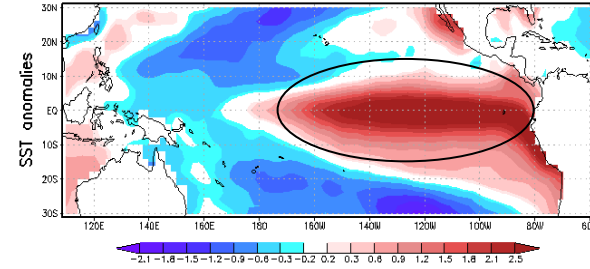 SST anomalies
30N
20N
10N
EQ
10S
20S
30S
120E 140E 160E 180 160W 140W 120W 100W 80W 60
-2.1 -1.8 -1.5 -1.2 -0.9 -0.6 -0.3 -0.2 0.2 0.3 0.6 0.9 1.2 1.5 1.8 2.1 2.5